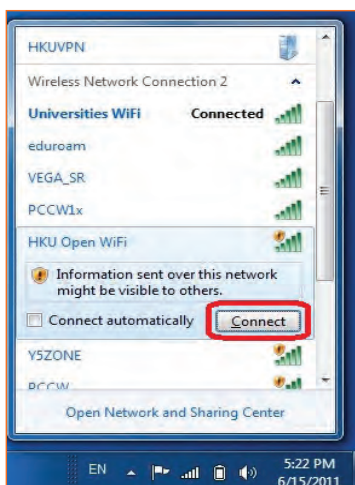 HKUVPN
Wireless Network Connection 2
Universities WiFi Connected
eduroam
VEGA_SR
PCCW1x
HKU Open WiFi
Information sent over this network
might be visible to others.
Connect automatically Connect
Y5ZONE
PCCW
Open Network and Sharing Center
EN 5:22 PM
6/15/2011